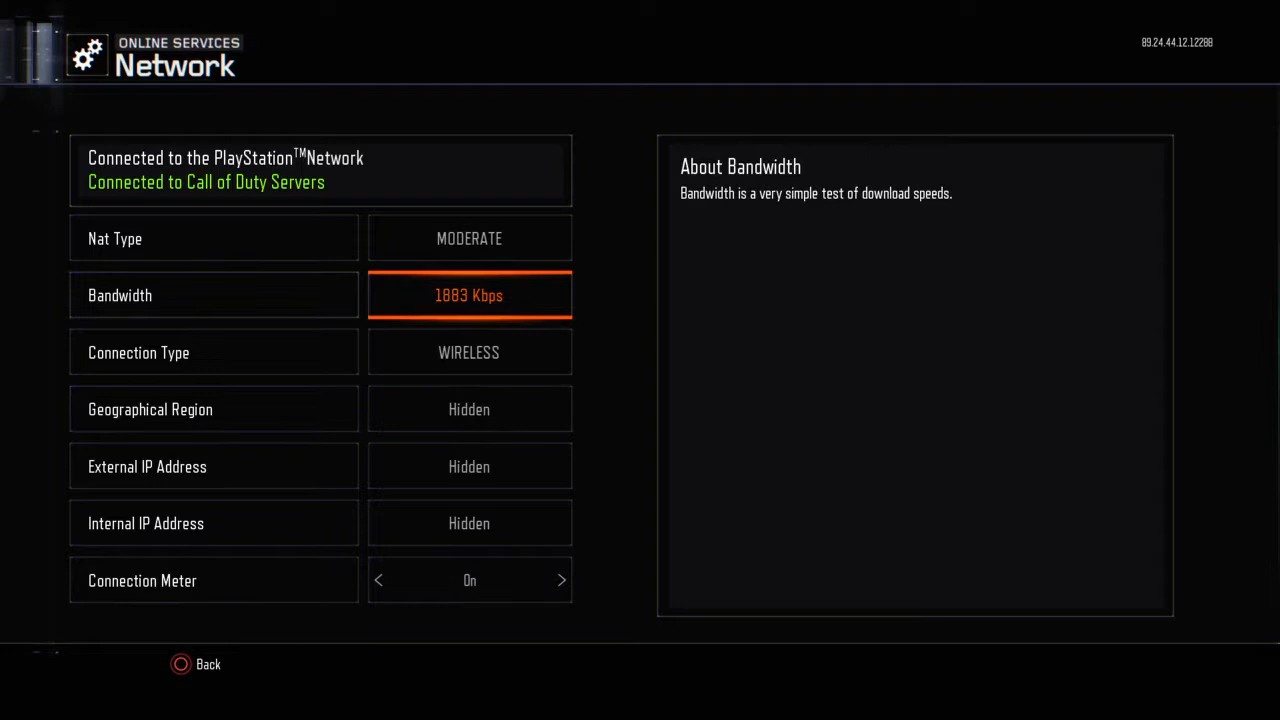 ONLINE SERVICES
Network
89.24.44.12.12288
Connected to the PlayStation™Network
Connected to Call of Duty Servers
Nat Type
MODERATE
Bandwidth
1883 Kbps
Connection Type
WIRELESS
Geographical Region
Hidden
External IP Address
Hidden
Internal IP Address
Hidden
Connection Meter
< On >
About Bandwidth
Bandwidth is a very simple test of download speeds.
Back